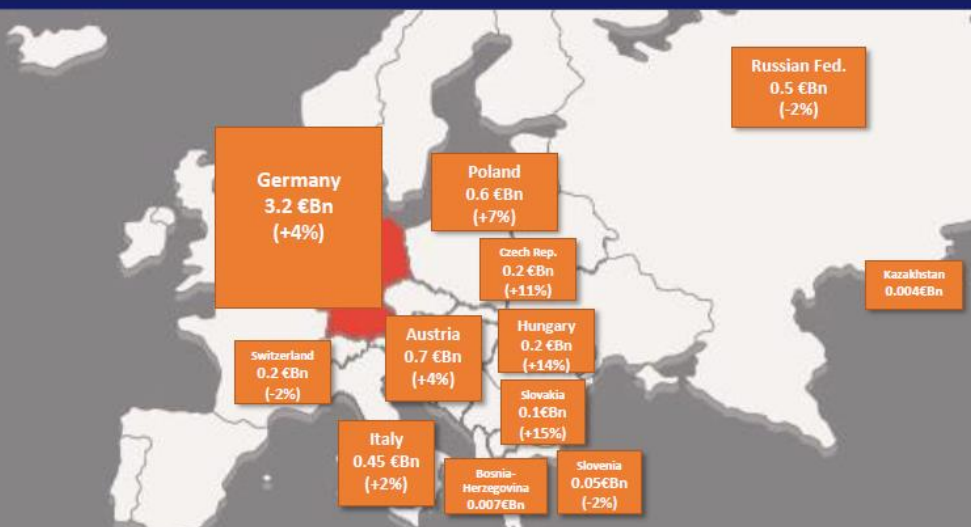 Russian Fed.
0.5 €Bn
(-2%)
Germany
3.2 €Bn
(+4%)
Poland
0.6 €Bn
(+7%)
Czech Rep.
0.2 €Bn
(+11%)
Kazakhstan
0.004€Bn
Austria
0.7 €Bn
(+4%)
Hungary
0.2 €Bn
(+14%)
Switzerland
0.2 €Bn
(-2%)
Slovakia
0.1€Bn
(+15%)
Italy
0.45 €Bn
(+2%)
Bosnia-
Herzegovina
0.007€Bn
Slovenia
0.05€Bn
(-2%)